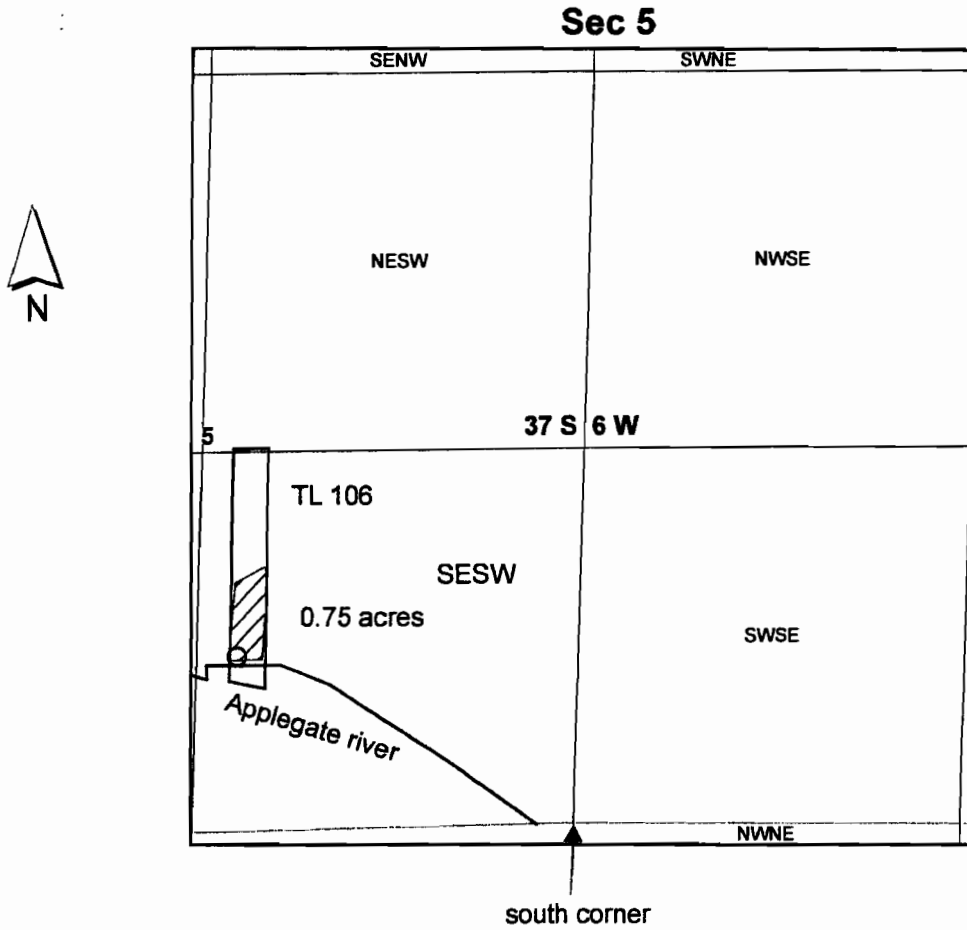 Sec 5
SENW SWNE
NESW NWSE
N
5 37 S 6 W
TL 106
SESW
0.75 acres
SWSE
Applegate river
NWNE
south corner